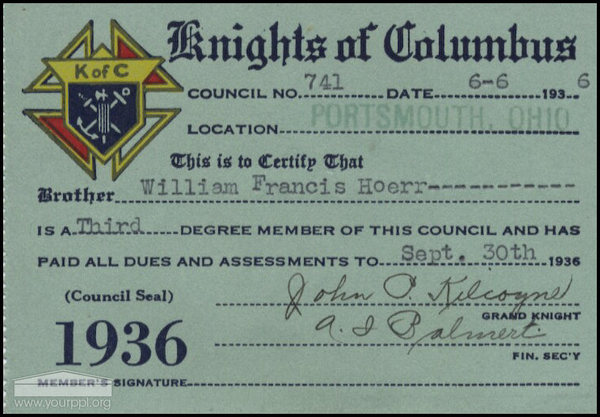 Knights of Columbus
K of C
COUNCIL NO. 741 DATE 6-6 1936
LOCATION PORTSMOUTH, OHIO
This is to Certify That
Brother William Francis Hoerr-----------
IS A Third DEGREE MEMBER OF THIS COUNCIL AND HAS
PAID ALL DUES AND ASSESSMENTS TO Sept. 30th 1936
(Council Seal) John P. Kilcoyne
GRAND KNIGHT
1936 A. J. Palmert.
FIN. SEC'Y
MEMBER'S SIGNATURE
www.yourppl.org